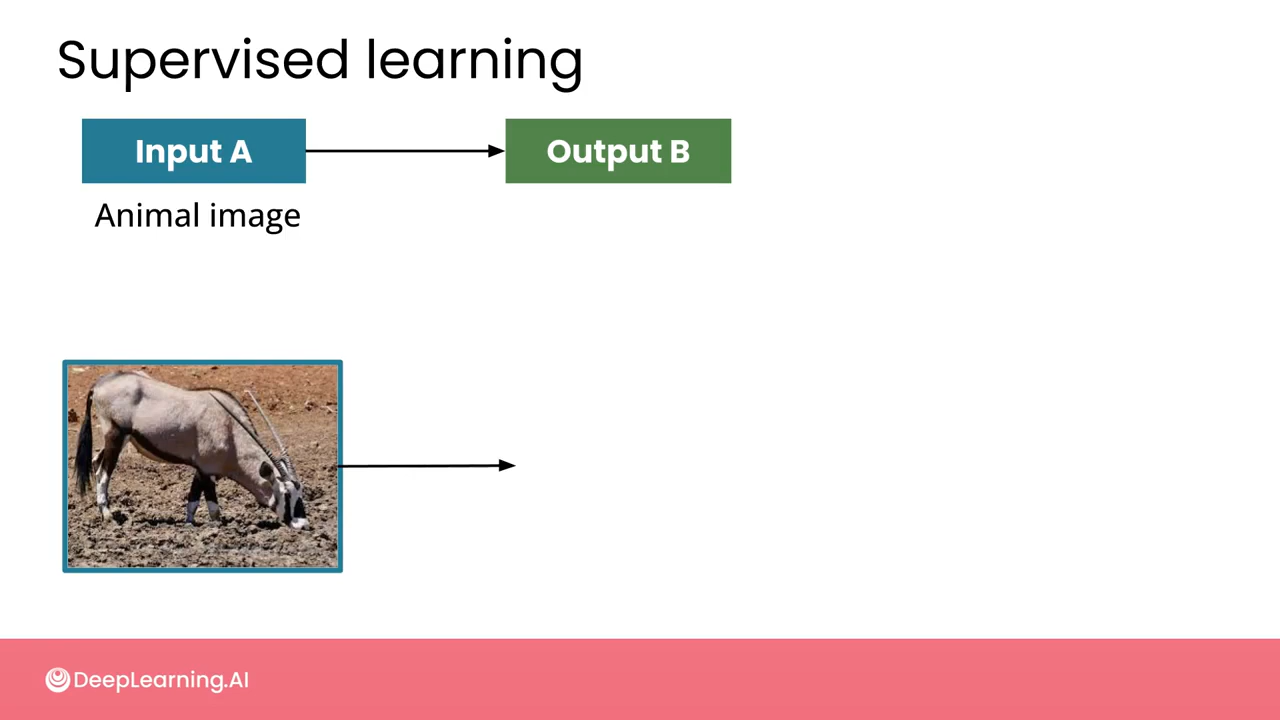 Supervised learning
Input A
Output B
Animal image
DeepLearning.AI